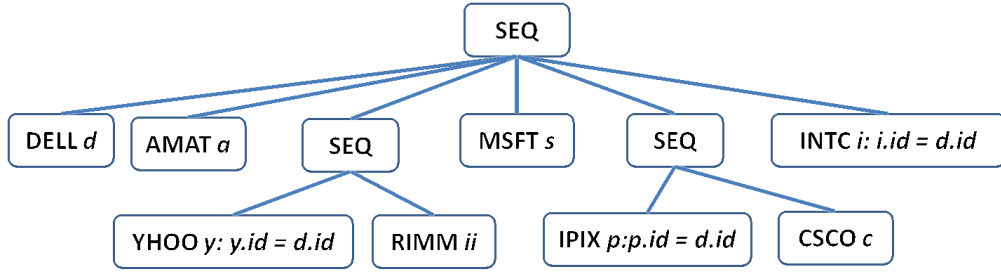 SEQ
DELL d
AMAT a
SEQ
MSFT s
SEQ
INTC i: i.id = d.id
YHOO y: y.id = d.id
RIMM ii
IPIX p:p.id = d.id
CSCO c